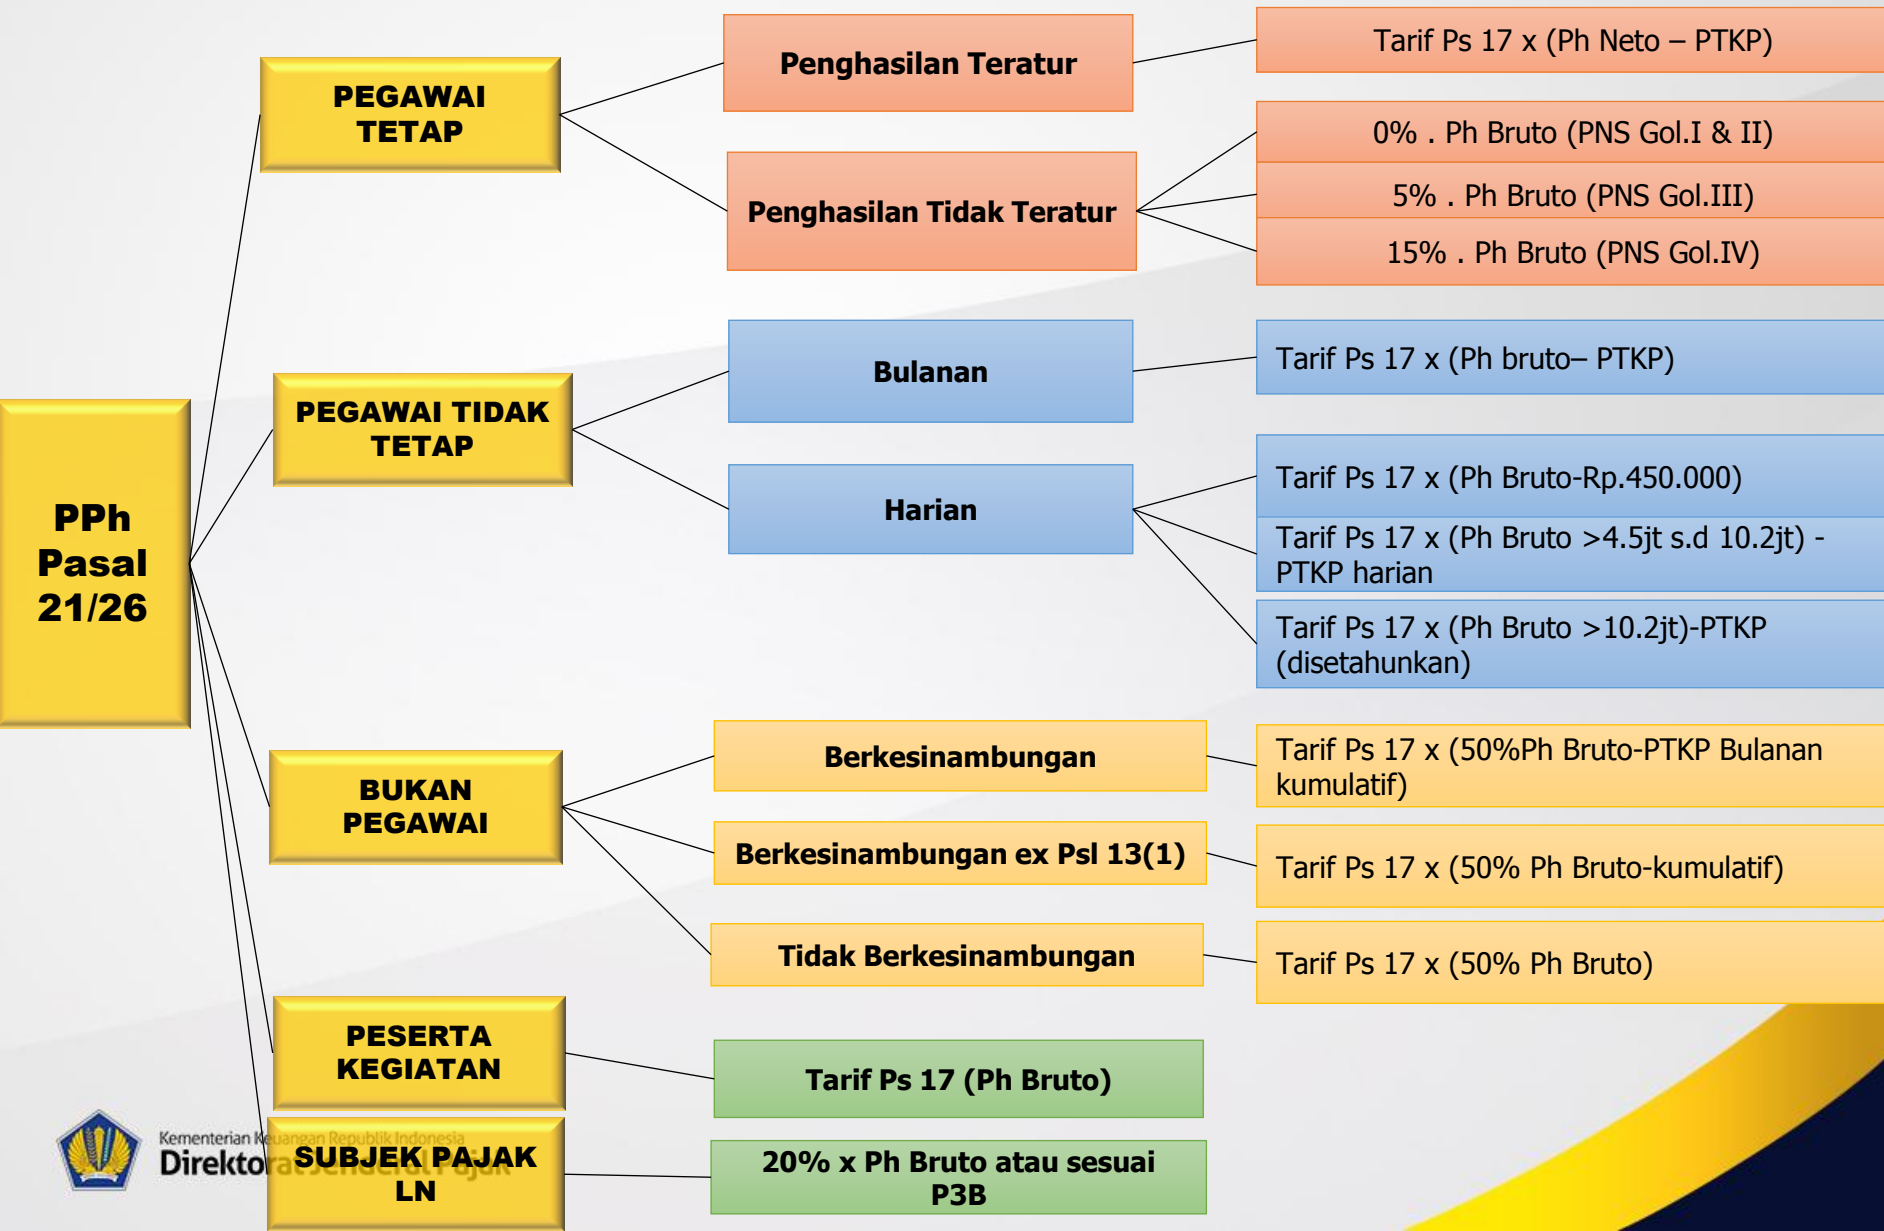 PPh
Pasal
21/26
PEGAWAI
TETAP
Penghasilan Teratur
Tarif Ps 17 x (Ph Neto – PTKP)
Penghasilan Tidak Teratur
0% . Ph Bruto (PNS Gol.I & II)
5% . Ph Bruto (PNS Gol.III)
15% . Ph Bruto (PNS Gol.IV)
PEGAWAI TIDAK
TETAP
Bulanan
Tarif Ps 17 x (Ph bruto– PTKP)
Harian
Tarif Ps 17 x (Ph Bruto-Rp.450.000)
Tarif Ps 17 x (Ph Bruto >4.5jt s.d 10.2jt) -
PTKP harian
Tarif Ps 17 x (Ph Bruto >10.2jt)-PTKP
(disetahunkan)
BUKAN
PEGAWAI
Berkesinambungan
Tarif Ps 17 x (50%Ph Bruto-PTKP Bulanan
kumulatif)
Berkesinambungan ex Psl 13(1)
Tarif Ps 17 x (50% Ph Bruto-kumulatif)
Tidak Berkesinambungan
Tarif Ps 17 x (50% Ph Bruto)
PESERTA
KEGIATAN
Tarif Ps 17 (Ph Bruto)
SUBJEK PAJAK
LN
20% x Ph Bruto atau sesuai
P3B
Kementerian Keuangan Republik Indonesia
Direktorat Jenderal Pajak